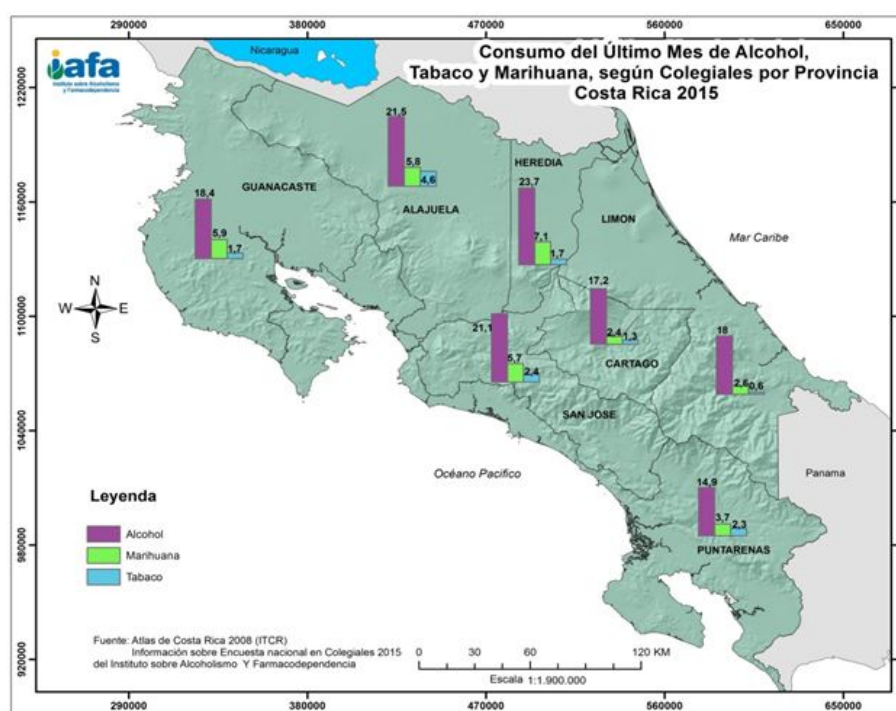 290000 380000 470000 560000 650000
iafa
Instituto sobre Alcoholismo
y Farmacodependencia
Nicaragua
Consumo del Último Mes de Alcohol,
Tabaco y Marihuana, según Colegiales por Provincia
Costa Rica 2015
1220000
1160000
1100000
1040000
980000
920000
21,5
5,8
4,6
HEREDIA
GUANACASTE
ALAJUELA
18,4
5,9
1,7
23,7
7,1
1,7
LIMON
Mar Caribe
N
W E
S
17,2
2,4
1,3
CARTAGO
21,1
5,7
2,4
SAN JOSE
18
2,6
0,6
Océano Pacifico
Panama
14,9
3,7
2,3
PUNTARENAS
Leyenda
Alcohol
Marihuana
Tabaco
Fuente: Atlas de Costa Rica 2008 (ITCR)
Información sobre Encuesta nacional en Colegiales 2015
del Instituto sobre Alcoholismo Y Farmacodependencia
0 30 60 120 KM
Escala 1:1.900.000
1220000
1160000
1100000
1040000
980000
920000
290000 380000 470000 560000 650000